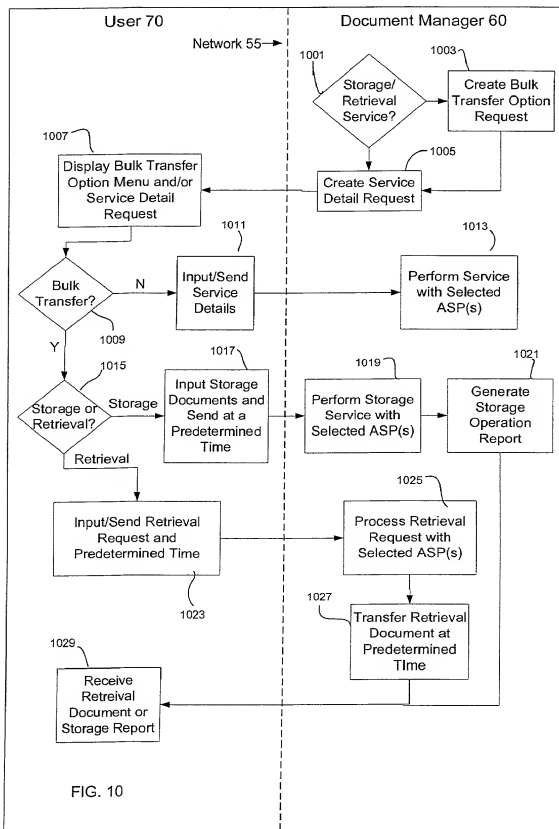 User 70
Document Manager 60
Network 55
1001
Storage/
Retrieval
Service?
1003
Create Bulk
Transfer Option
Request
1005
Create Service
Detail Request
1007
Display Bulk Transfer
Option Menu and/or
Service Detail
Request
1009
Bulk
Transfer?
N
Y
1011
Input/Send
Service
Details
1013
Perform Service
with Selected
ASP(s)
1015
Storage or
Retrieval?
Storage
Retrieval
1017
Input Storage
Documents and
Send at a
Predetermined
Time
1019
Perform Storage
Service with
Selected ASP(s)
1021
Generate
Storage
Operation
Report
Input/Send Retrieval
Request and
Predetermined Time
1023
1025
Process Retrieval
Request with
Selected ASP(s)
1027
Transfer Retrieval
Document at
Predetermined
TIme
1029
Receive
Retreival
Document or
Storage Report
FIG. 10